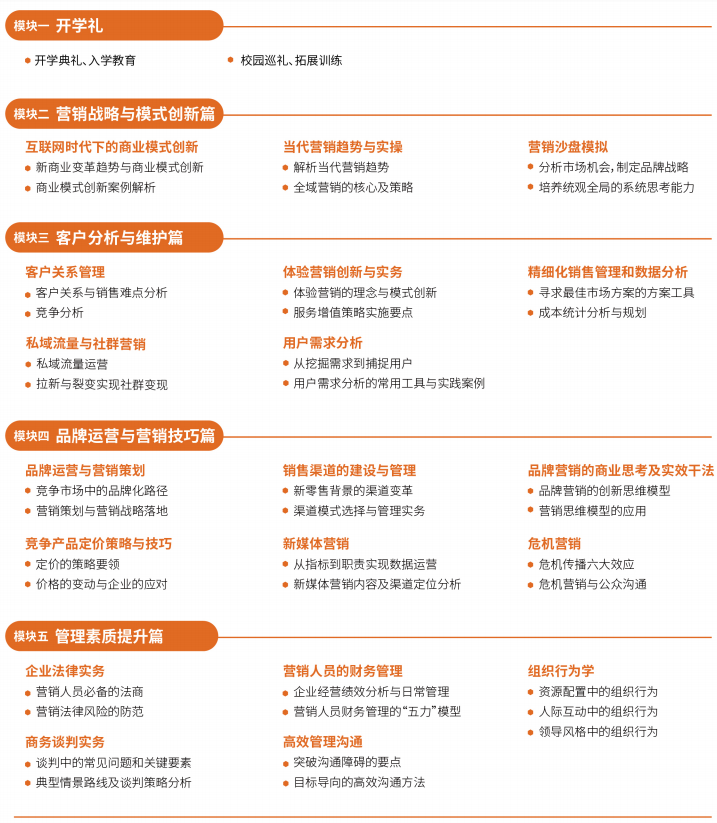 模块一 开学礼
开学典礼、入学教育
校园巡礼、拓展训练
模块二 营销战略与模式创新篇
互联网时代下的商业模式创新
新商业变革趋势与商业模式创新
商业模式创新案例解析
当代营销趋势与实操
解析当代营销趋势
全域营销的核心及策略
营销沙盘模拟
分析市场机会，制定品牌战略
培养统观全局的系统思考能力
模块三 客户分析与维护篇
客户关系管理
客户关系与销售难点分析
竞争分析
体验营销创新与实务
体验营销的理念与模式创新
服务增值策略实施要点
精细化销售管理和数据分析
寻求最佳市场方案的方案工具
成本统计分析与规划
私域流量与社群营销
私域流量运营
拉新与裂变实现社群变现
用户需求分析
从挖掘需求到捕捉用户
用户需求分析的常用工具与实践案例
模块四 品牌运营与营销技巧篇
品牌运营与营销策划
竞争市场中的品牌化路径
营销策划与营销战略落地
销售渠道的建设与管理
新零售背景的渠道变革
渠道模式选择与管理实务
品牌营销的商业思考及实效干法
品牌营销的创新思维模型
营销思维模型的应用
竞争产品定价策略与技巧
定价的策略要领
价格的变动与企业的应对
新媒体营销
从指标到职责实现数据运营
新媒体营销内容及渠道定位分析
危机营销
危机传播六大效应
危机营销与公众沟通
模块五 管理素质提升篇
企业法律实务
营销人员必备的法商
营销法律风险的防范
营销人员的财务管理
企业经营绩效分析与日常管理
营销人员财务管理的“五力”模型
组织行为学
资源配置中的组织行为
人际互动中的组织行为
领导风格中的组织行为
商务谈判实务
谈判中的常见问题和关键要素
典型情景路线及谈判策略分析
高效管理沟通
突破沟通障碍的要点
目标导向的高效沟通方法